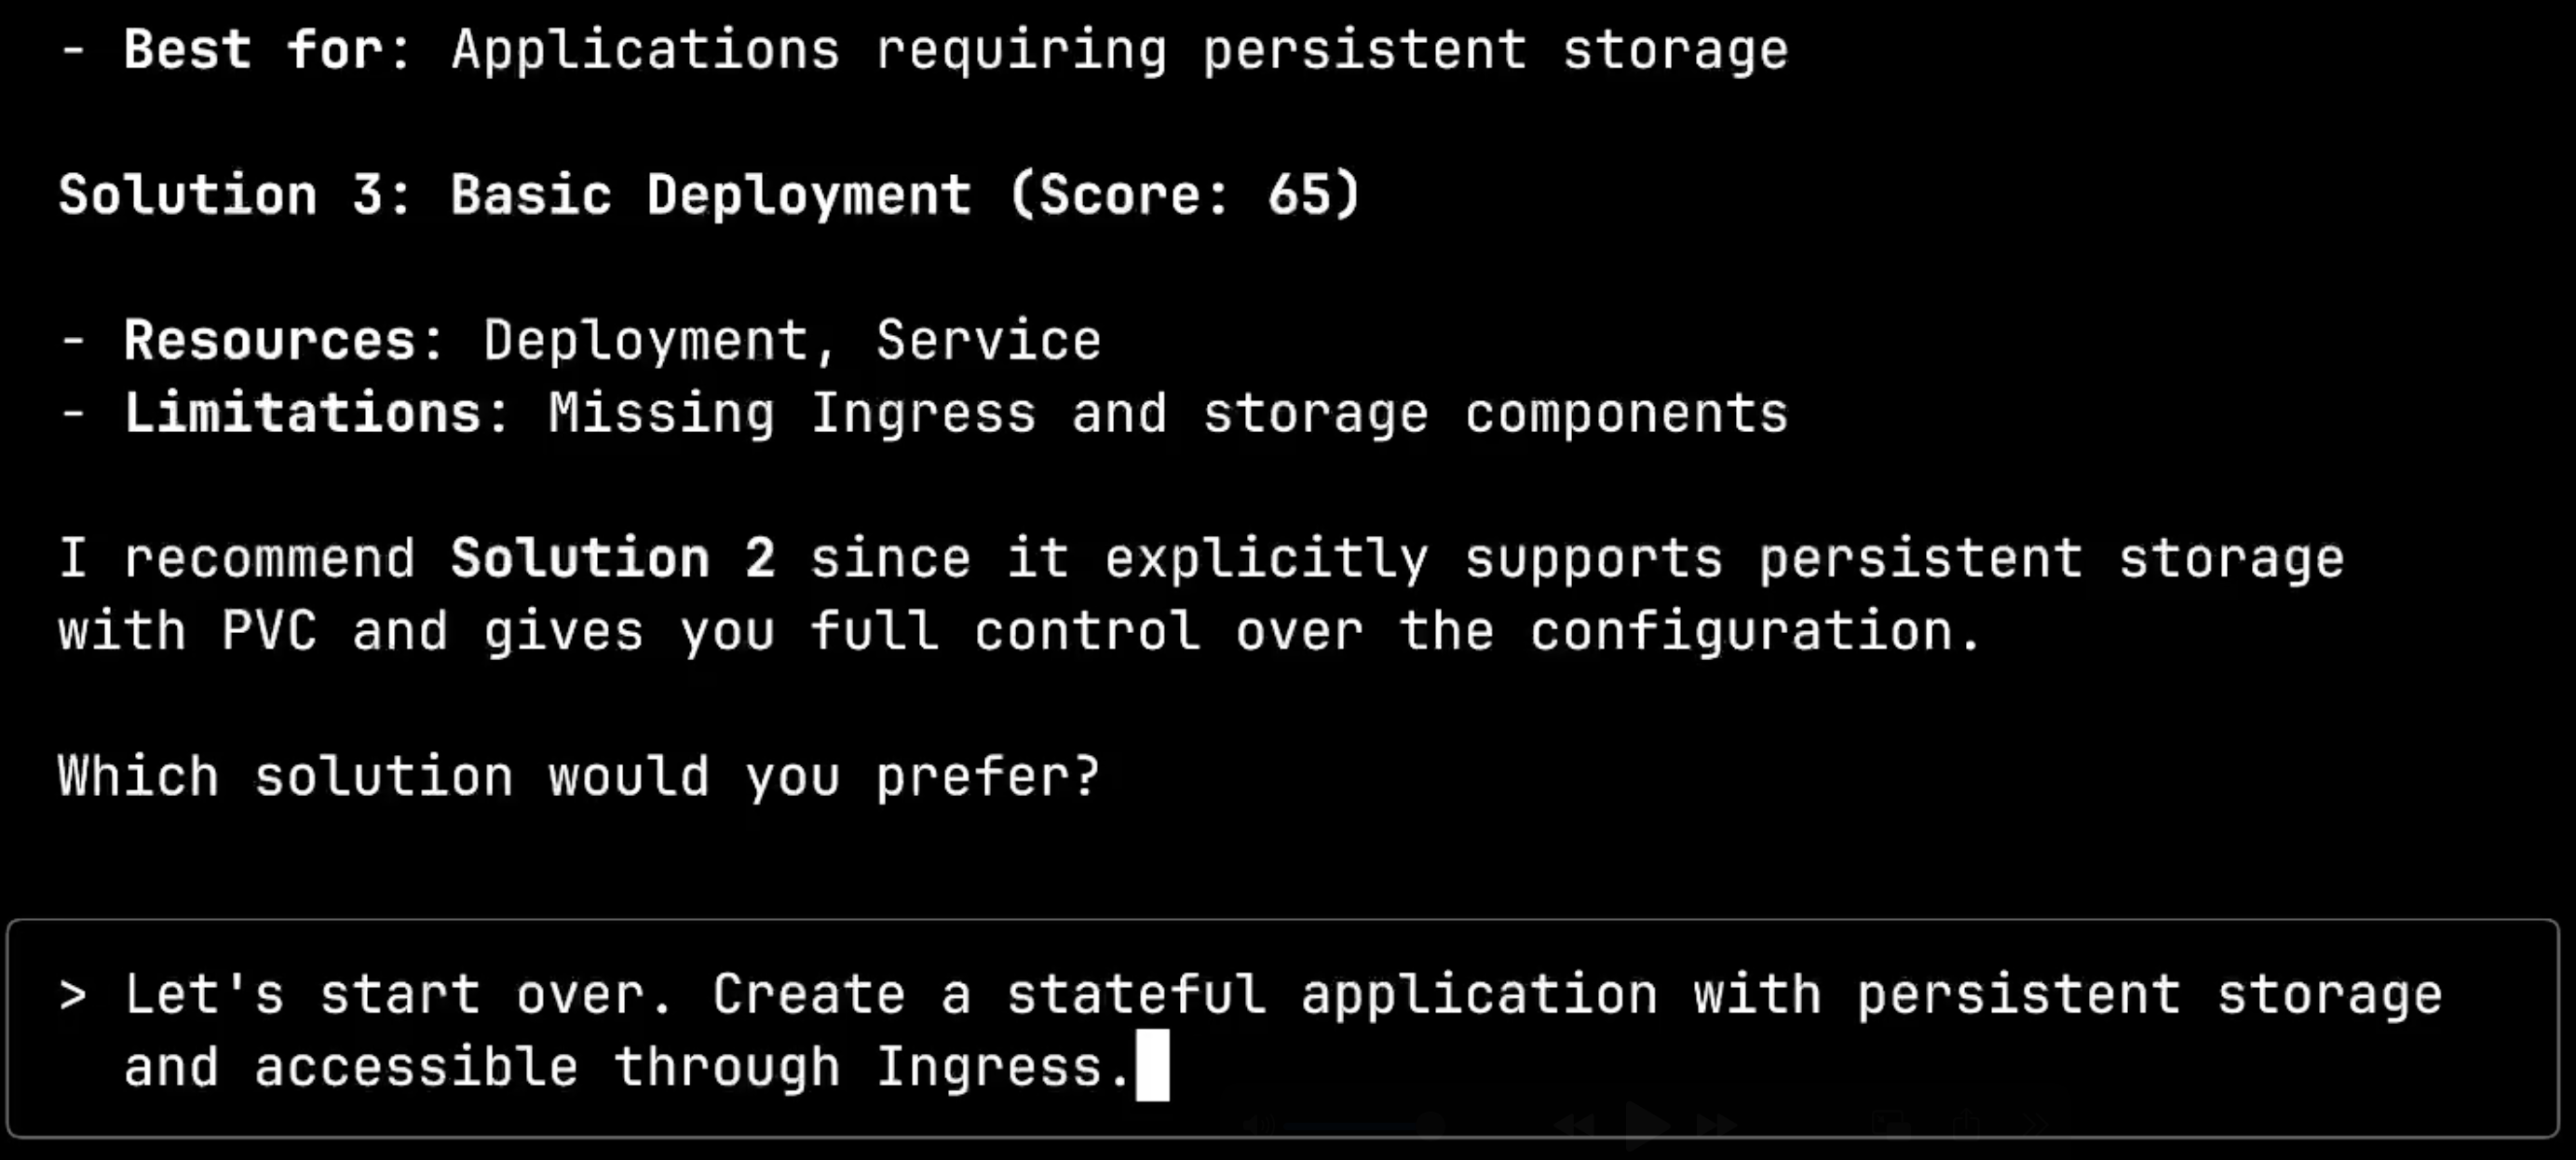 - Best for: Applications requiring persistent storage
Solution 3: Basic Deployment (Score: 65)
- Resources: Deployment, Service
- Limitations: Missing Ingress and storage components
I recommend Solution 2 since it explicitly supports persistent storage
with PVC and gives you full control over the configuration.
Which solution would you prefer?
> Let's start over. Create a stateful application with persistent storage
and accessible through Ingress.